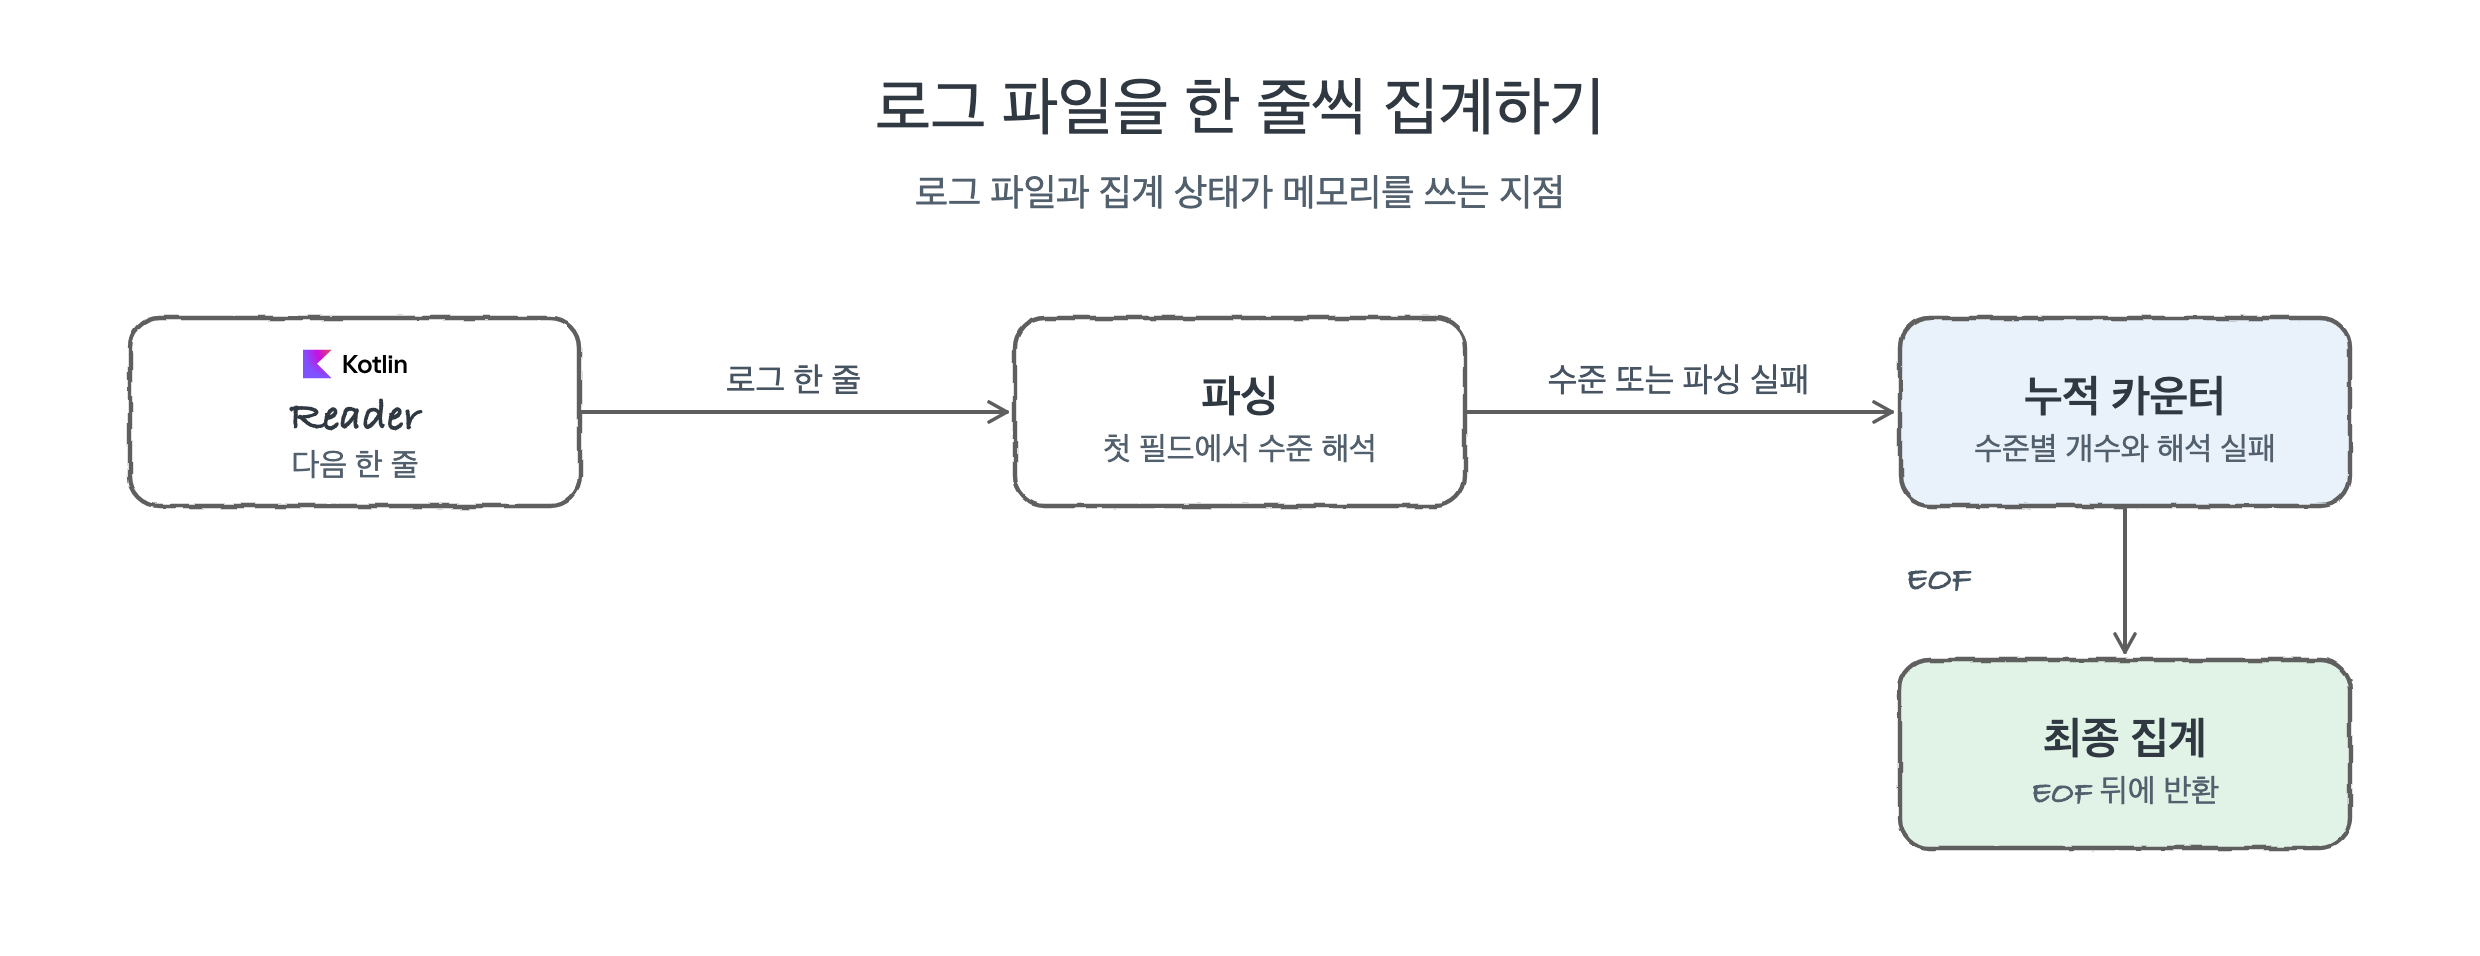 로그 파일을 한 줄씩 집계하기
로그 파일과 집계 상태가 메모리를 쓰는 지점
Kotlin
Reader
다음 한 줄
로그 한 줄
파싱
첫 필드에서 수준 해석
수준 또는 파싱 실패
누적 카운터
수준별 개수와 해석 실패
EOF
최종 집계
EOF 뒤에 반환